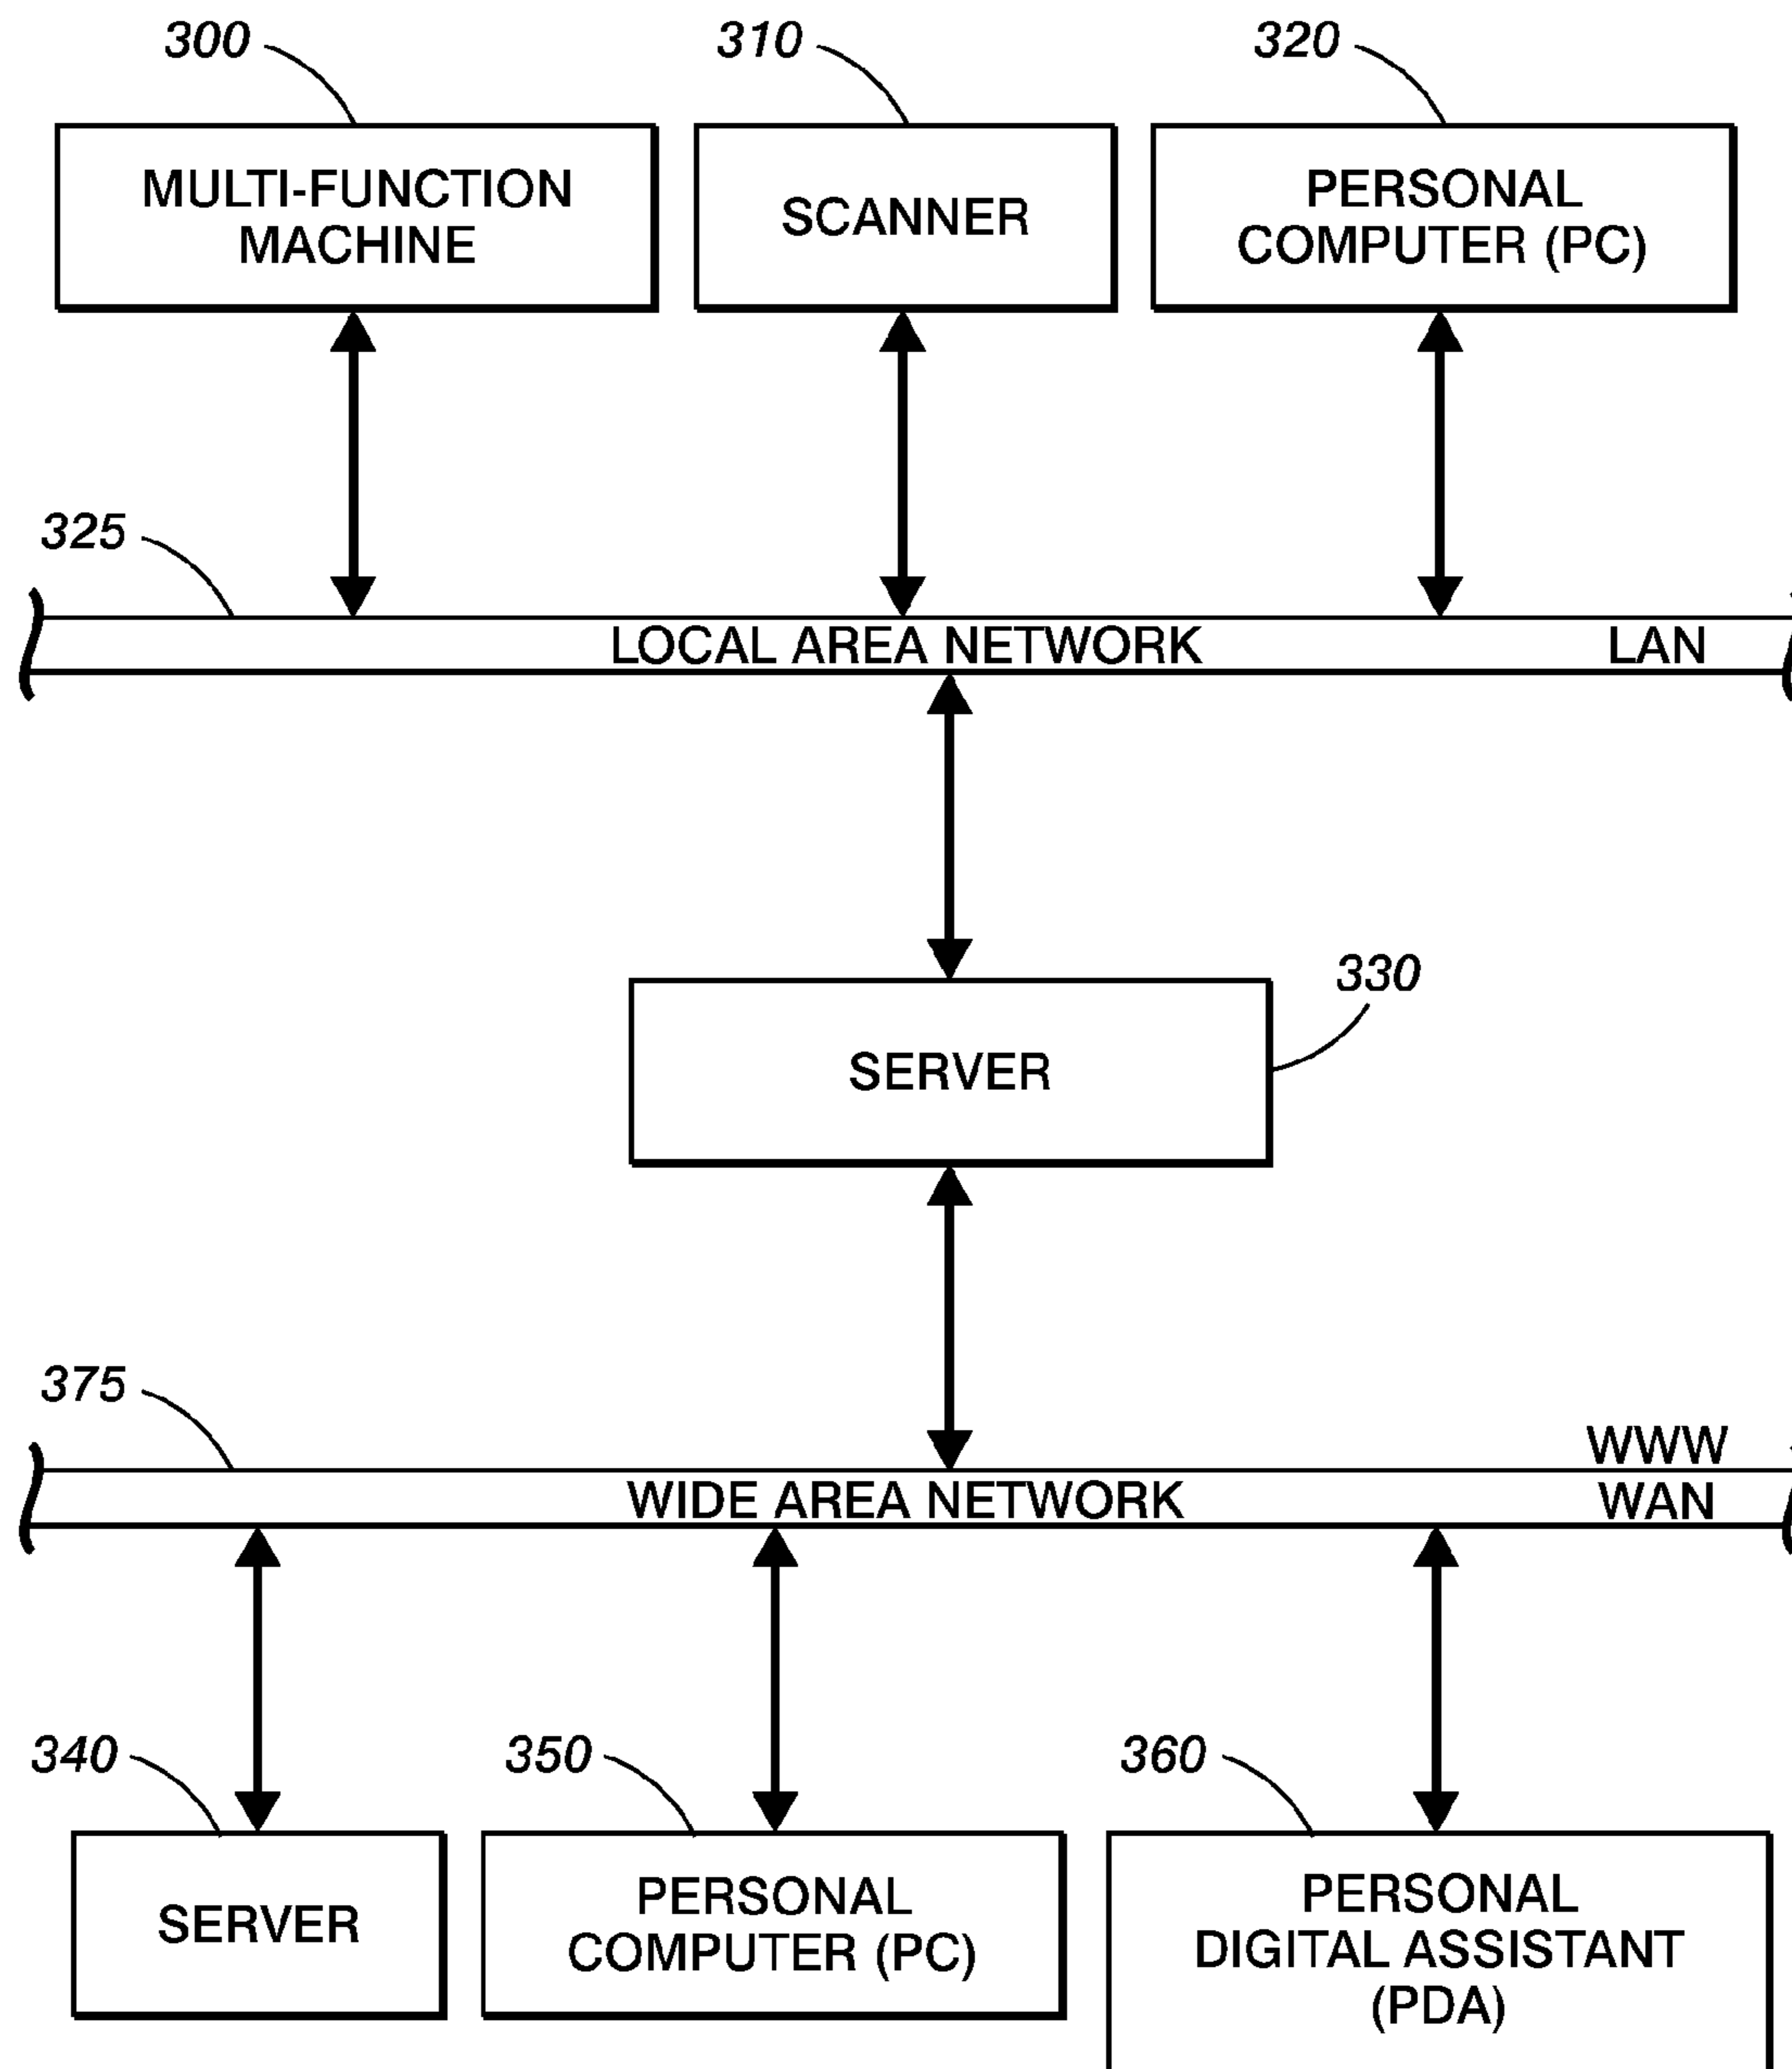 300
310
320
MULTI-FUNCTION
MACHINE
SCANNER
PERSONAL
COMPUTER (PC)
325
LOCAL AREA NETWORK
LAN
330
SERVER
375
WWW
WIDE AREA NETWORK
WAN
340
350
360
SERVER
PERSONAL
COMPUTER (PC)
PERSONAL
DIGITAL ASSISTANT
(PDA)